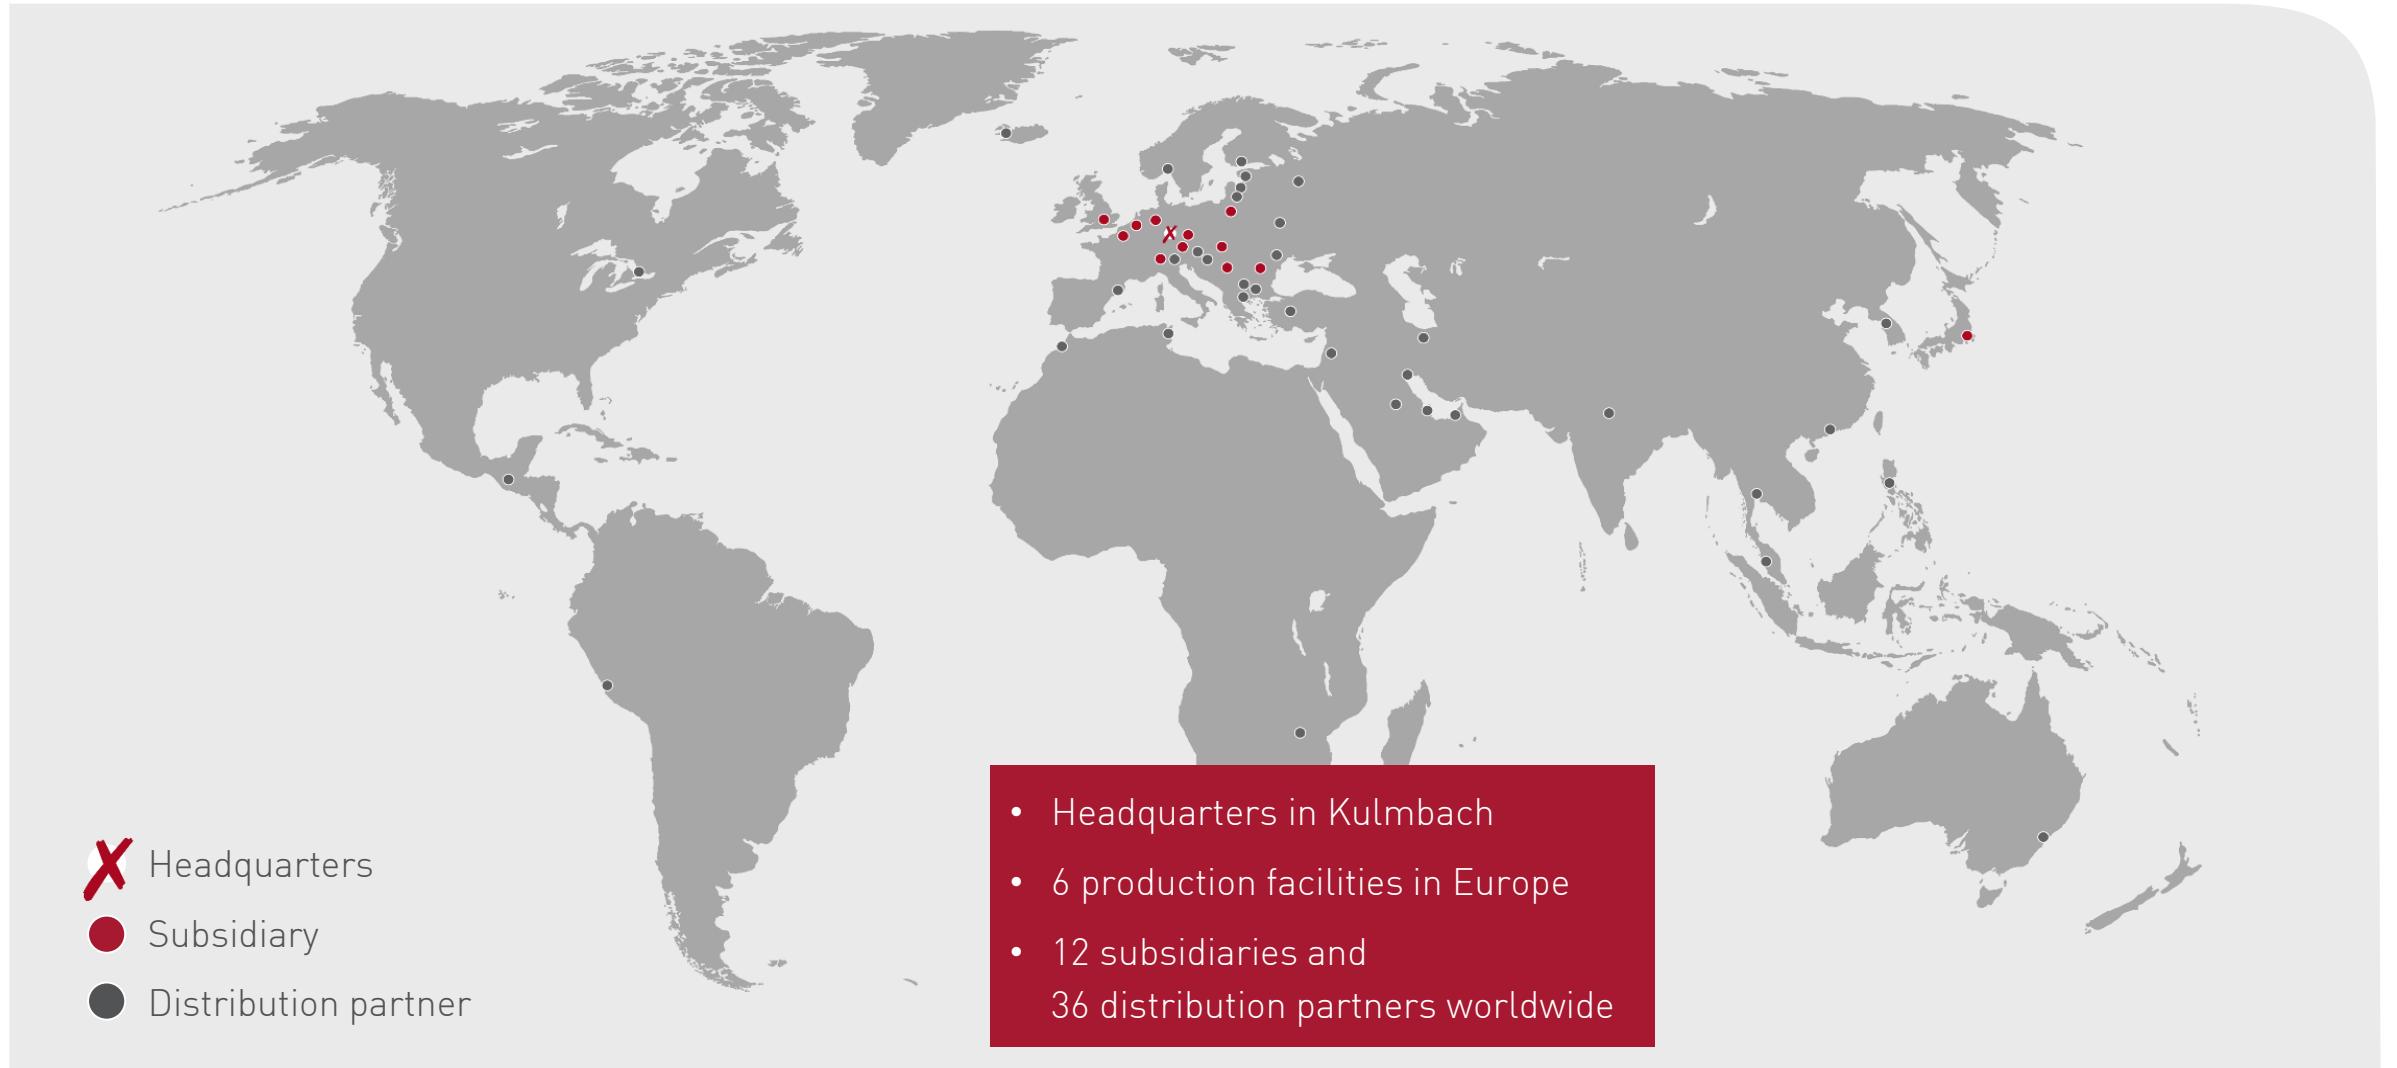 Headquarters
Subsidiary
Distribution partner
• Headquarters in Kulmbach
• 6 production facilities in Europe
• 12 subsidiaries and
36 distribution partners worldwide